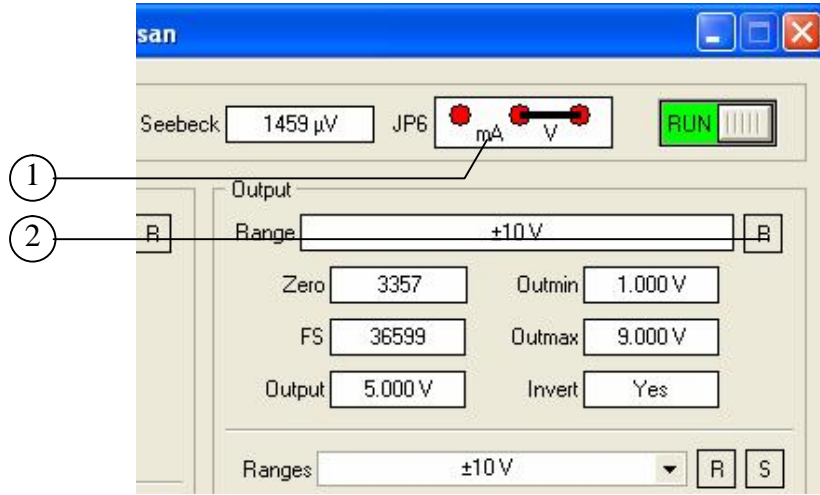 san
Seebeck 1459 µV JP6 mA V RUN
1
Output
2 R Range ±10 V R
Zero 3357 Outmin 1.000 V
FS 36599 Outmax 9.000 V
Output 5.000 V Invert Yes
Ranges ±10 V R S